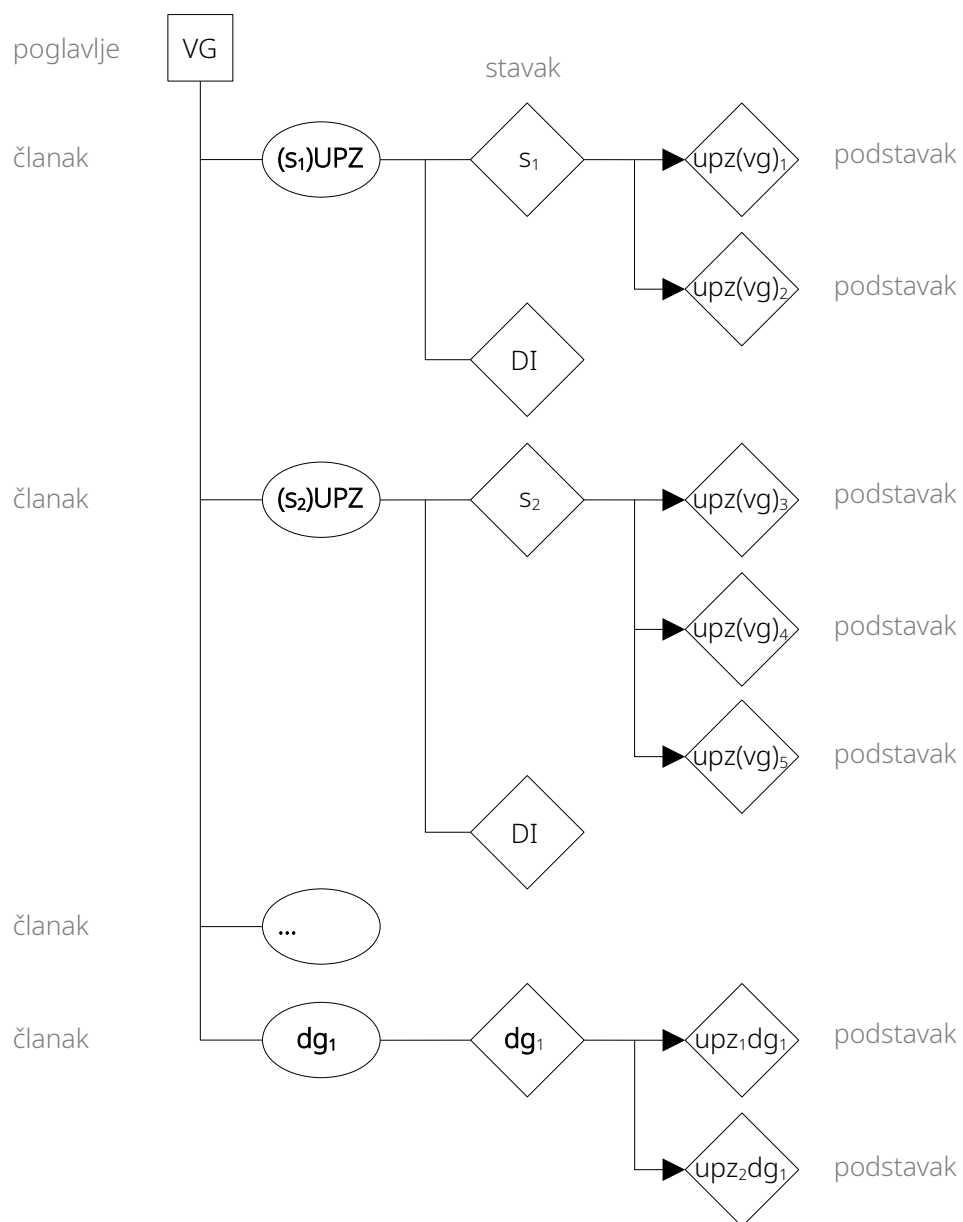 poglavlje VG
stavak
članak (s₁)UPZ s₁ upz(vg)₁ podstavak
upz(vg)₂ podstavak
DI
članak (s₂)UPZ s₂ upz(vg)₃ podstavak
upz(vg)₄ podstavak
upz(vg)₅ podstavak
DI
članak ...
članak dg₁ dg₁ upz₁dg₁ podstavak
upz₂dg₁ podstavak